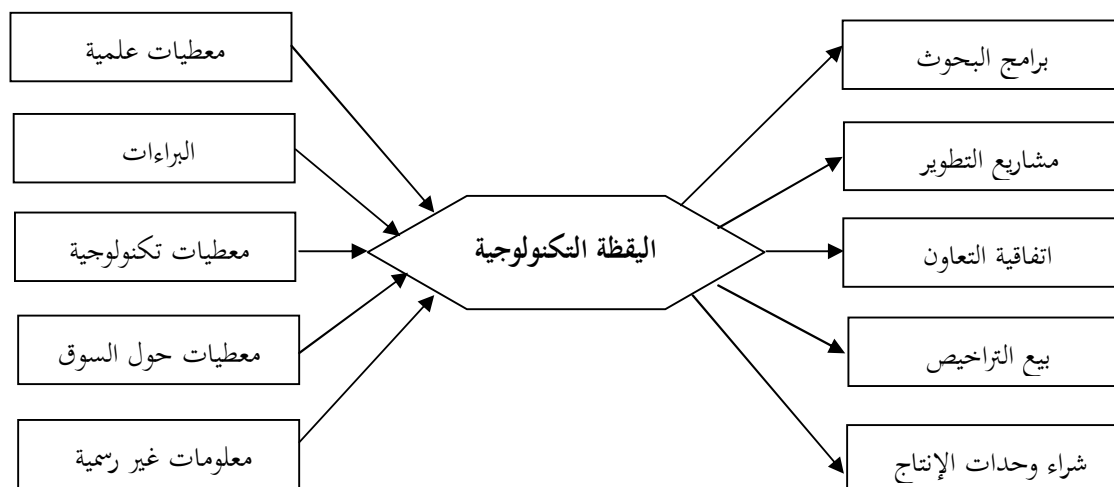 معطيات علمية
البراءات
معطيات تكنولوجية
معطيات حول السوق
معلومات غير رسمية
اليقظة التكنولوجية
برامج البحوث
مشاريع التطوير
اتفاقية التعاون
بيع التراخيص
شراء وحدات الإنتاج